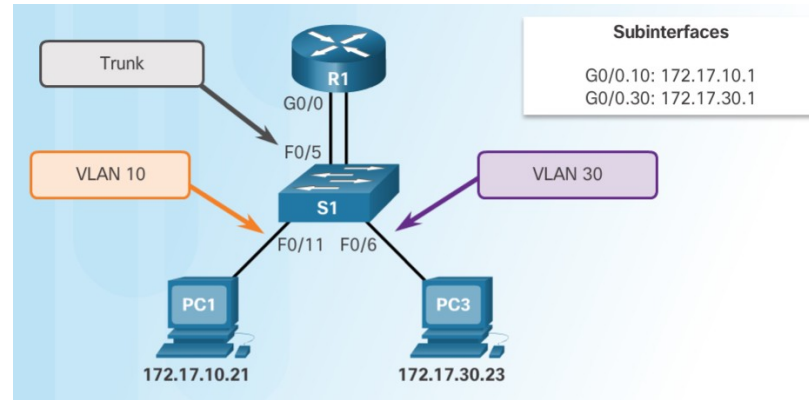 Subinterfaces
G0/0.10: 172.17.10.1
G0/0.30: 172.17.30.1
Trunk
R1
G0/0
F0/5
VLAN 10
VLAN 30
S1
F0/11 F0/6
PC1
PC3
172.17.10.21
172.17.30.23